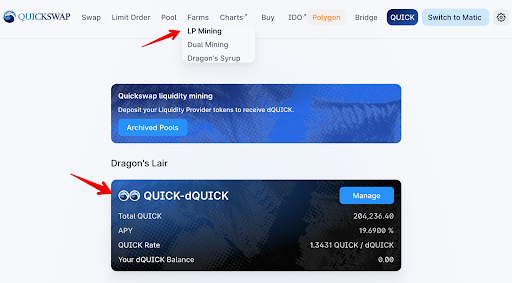 QUICKSWAP Swap Limit Order Pool Farms Charts Buy IDO Polygon Bridge QUICK Switch to Matic
LP Mining
Dual Mining
Dragon's Syrup
Quickswap liquidity mining
Deposit your Liquidity Provider tokens to receive dQUICK.
Archived Pools
Dragon's Lair
QUICK-dQUICK Manage
Total QUICK 204,236.40
APY 19.6900 %
QUICK Rate 1.3431 QUICK / dQUICK
Your dQUICK Balance 0.00